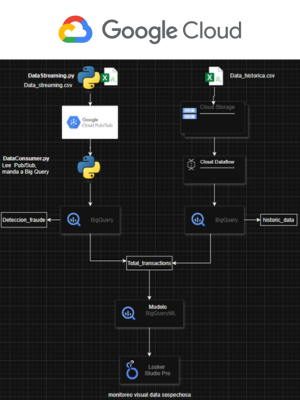 Google Cloud
DataStreaming.py
Data_streaming.csv
Data_historica.csv
Google
Cloud Pub/Sub
Cloud Storage
DataConsumer.py
Lee Pub/Sub,
manda a Big Query
Cloud Dataflow
Deteccion_fraude
BigQuery
BigQuery
historic_data
Total_transactions
Modelo
BigQueryML
Looker
Studio Pro
monitoreo visual data sospechosa